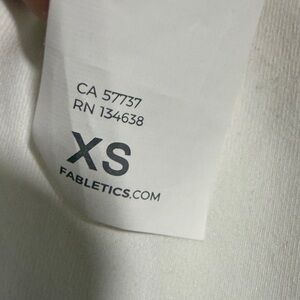 CA 57737
RN 134638
XS
FABLETICS.COM